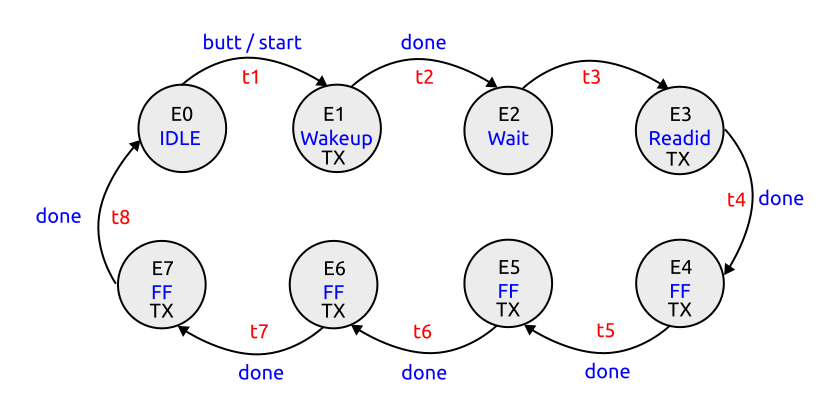 butt / start
done
t1
t2
t3
E0
IDLE
E1
Wakeup
TX
E2
Wait
E3
Readid
TX
t4
done
done
t8
E7
FF
TX
E6
FF
TX
E5
FF
TX
E4
FF
TX
t7
t6
t5
done
done
done